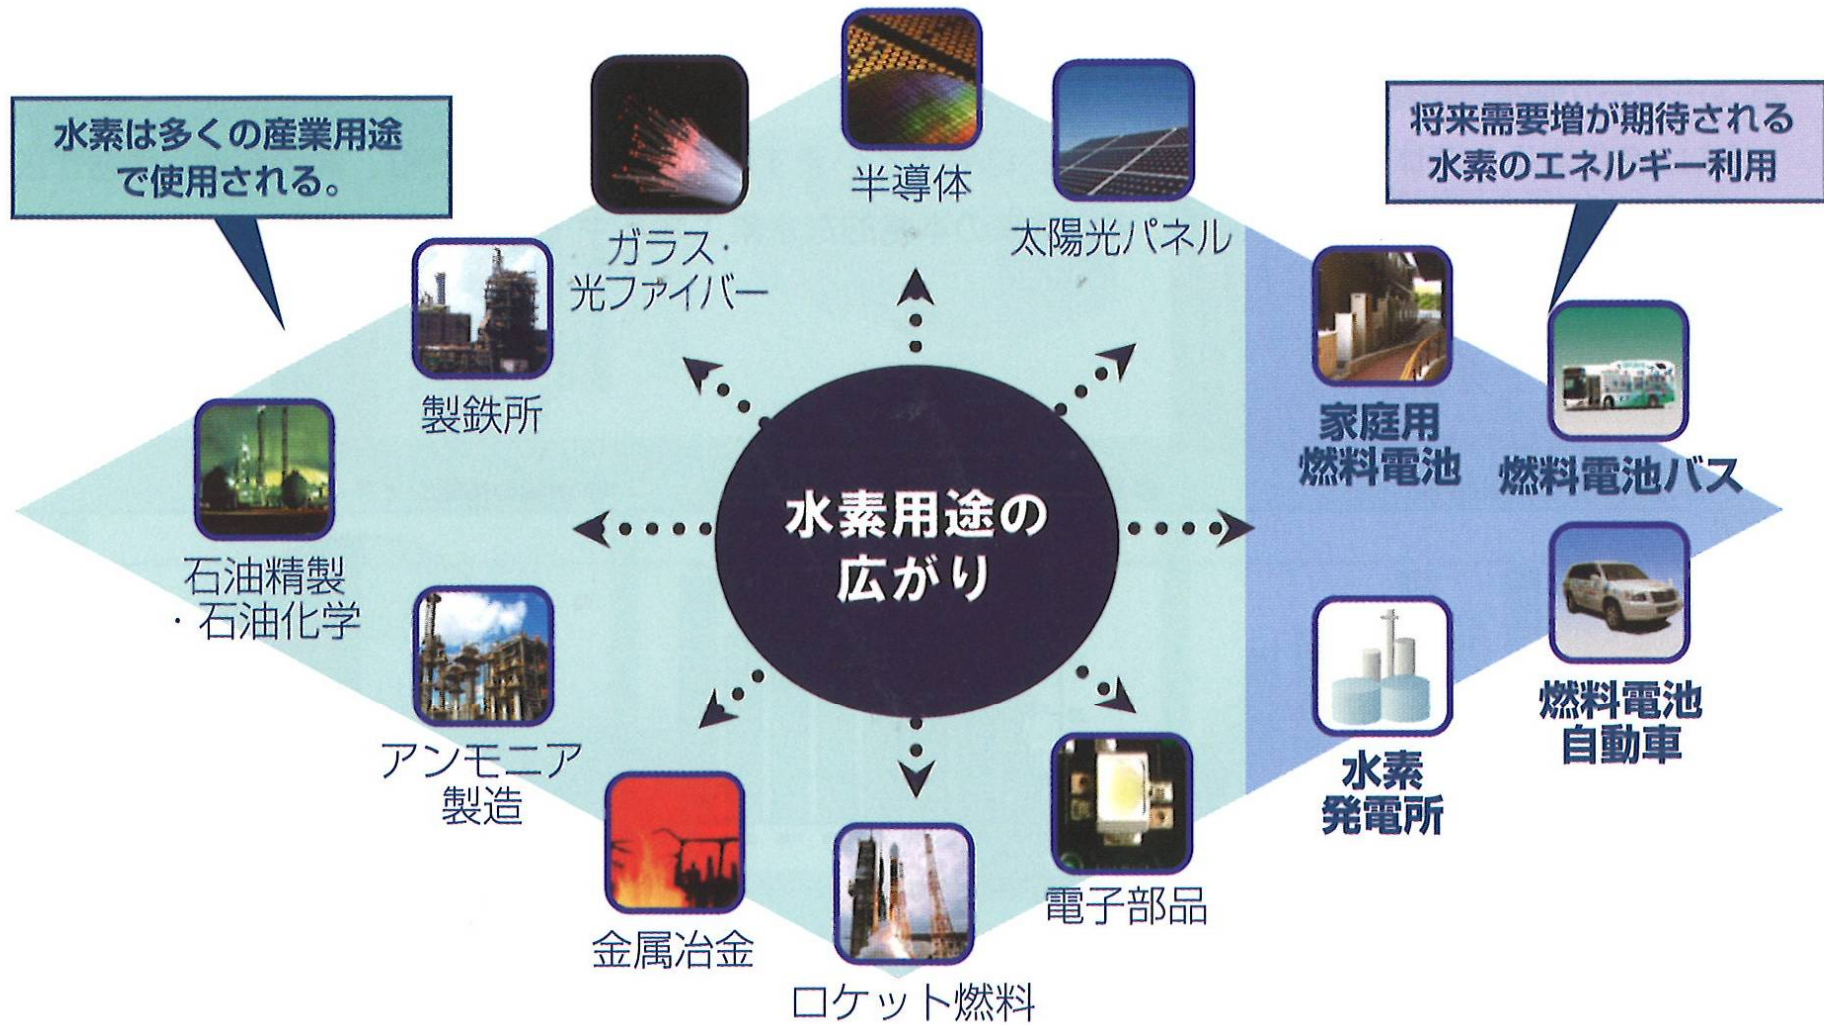 水素は多くの産業用途
で使用される。
将来需要増が期待される
水素のエネルギー利用
半導体
ガラス・
光ファイバー
太陽光パネル
製鉄所
家庭用
燃料電池
燃料電池バス
石油精製
・石油化学
水素用途の
広がり
アンモニア
製造
燃料電池
自動車
水素
発電所
金属冶金
電子部品
ロケット燃料